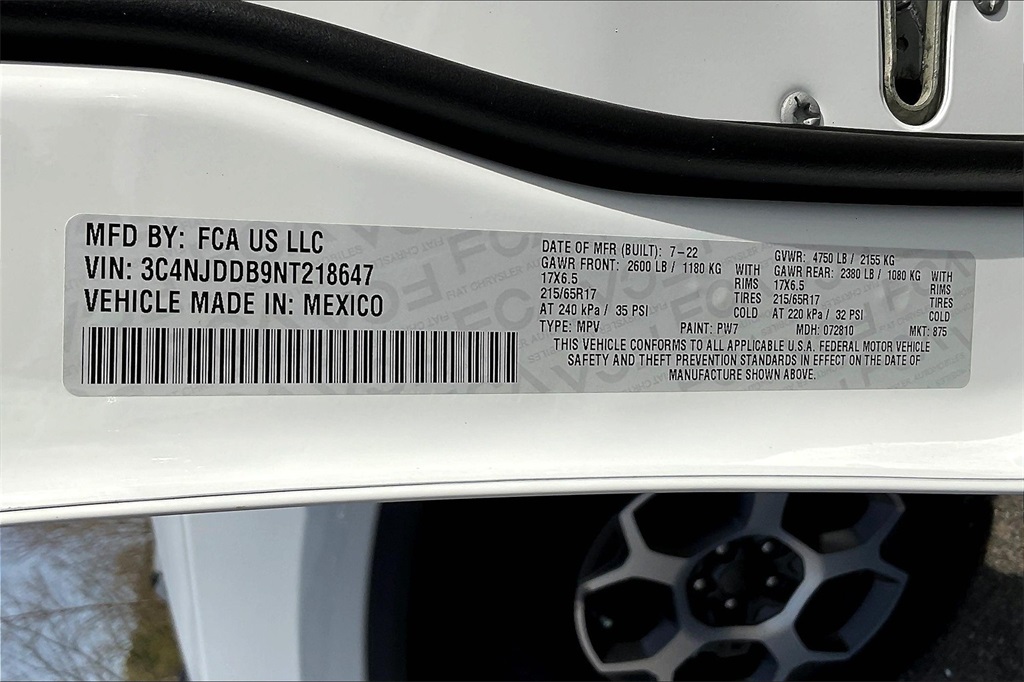 MFD BY: FCA US LLC
VIN: 3C4NJDDB9NT218647
VEHICLE MADE IN: MEXICO
DATE OF MFR (BUILT): 7-22
GVWR: 4750 LB / 2155 KG
GAWR FRONT: 2600 LB / 1180 KG WITH
17X6.5 RIMS
215/65R17 TIRES
AT 240 kPa / 35 PSI COLD
GAWR REAR: 2380 LB / 1080 KG WITH
17X6.5 RIMS
215/65R17 TIRES
AT 220 kPa / 32 PSI COLD
TYPE: MPV PAINT: PW7 MDH: 072810 MKT: 875
THIS VEHICLE CONFORMS TO ALL APPLICABLE U.S.A. FEDERAL MOTOR VEHICLE
SAFETY AND THEFT PREVENTION STANDARDS IN EFFECT ON THE DATE OF
MANUFACTURE SHOWN ABOVE.